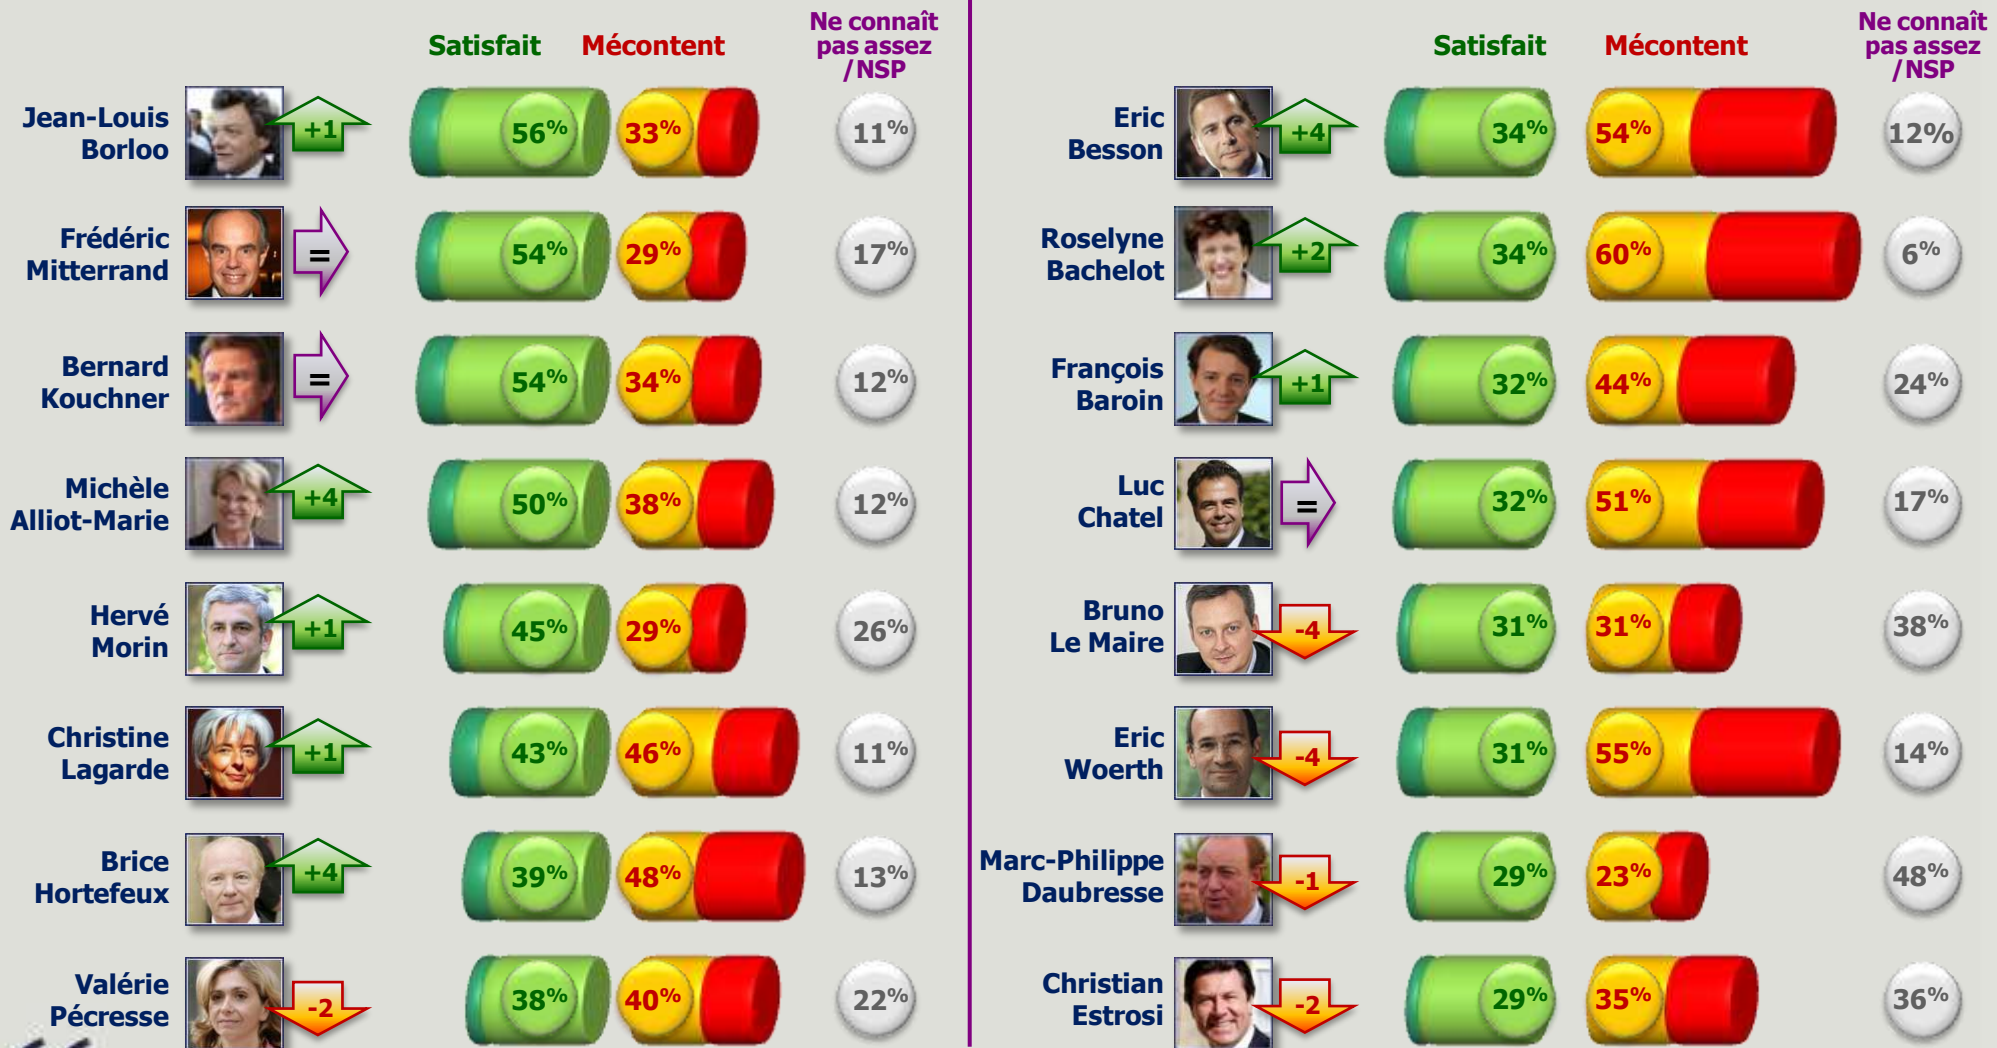 Satisfait Mécontent Ne connaît
pas assez
/NSP
Jean-Louis
Borloo
+1 56% 33% 11%
Frédéric
Mitterrand
= 54% 29% 17%
Bernard
Kouchner
= 54% 34% 12%
Michèle
Alliot-Marie
+4 50% 38% 12%
Hervé
Morin
+1 45% 29% 26%
Christine
Lagarde
+1 43% 46% 11%
Brice
Hortefeux
+4 39% 48% 13%
Valérie
Pécresse
-2 38% 40% 22%
Satisfait Mécontent Ne connaît
pas assez
/NSP
Eric
Besson
+4 34% 54% 12%
Roselyne
Bachelot
+2 34% 60% 6%
François
Baroin
+1 32% 44% 24%
Luc
Chatel
= 32% 51% 17%
Bruno
Le Maire
-4 31% 31% 38%
Eric
Woerth
-4 31% 55% 14%
Marc-Philippe
Daubresse
-1 29% 23% 48%
Christian
Estrosi
-2 29% 35% 36%